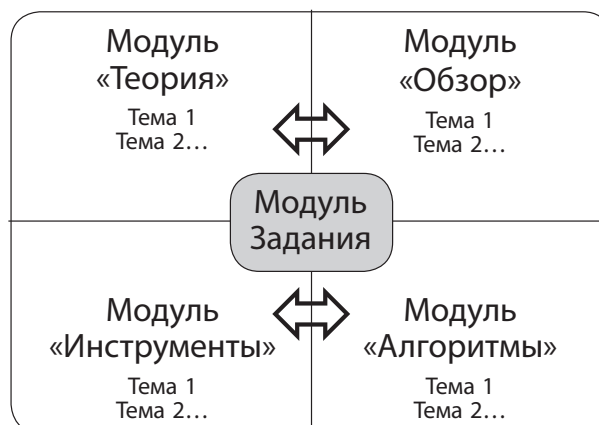 Модуль
«Теория»
Тема 1
Тема 2…
Модуль
«Обзор»
Тема 1
Тема 2…
Модуль
Задания
Модуль
«Инструменты»
Тема 1
Тема 2…
Модуль
«Алгоритмы»
Тема 1
Тема 2…